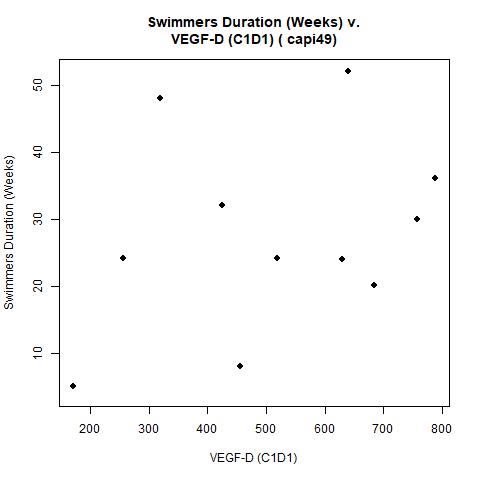 Swimmers Duration (Weeks) v.
VEGF-D (C1D1) ( capi49)
Swimmers Duration (Weeks)
50
40
30
20
10
200 300 400 500 600 700 800
VEGF-D (C1D1)